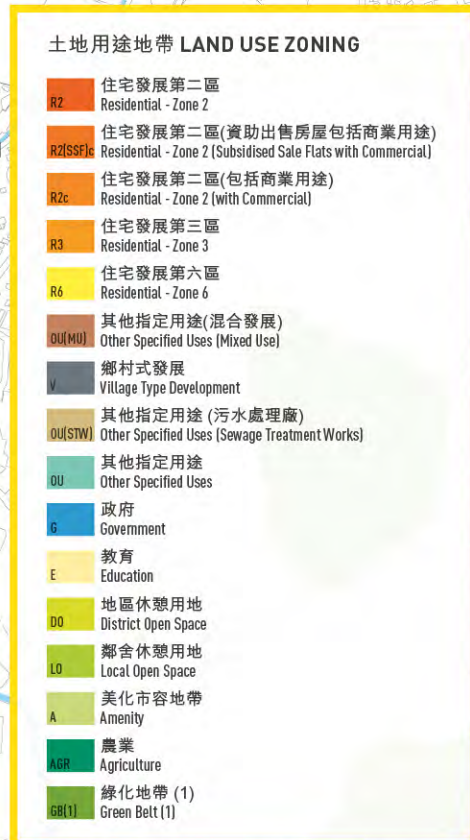 土地用途地帶 LAND USE ZONING
住宅發展第二區
R2 Residential - Zone 2
住宅發展第二區(資助出售房屋包括商業用途)
R2(SSF)c Residential - Zone 2 (Subsidised Sale Flats with Commercial)
住宅發展第二區(包括商業用途)
R2c Residential - Zone 2 (with Commercial)
住宅發展第三區
R3 Residential - Zone 3
住宅發展第六區
R6 Residential - Zone 6
其他指定用途(混合發展)
OU(MU) Other Specified Uses (Mixed Use)
鄉村式發展
V Village Type Development
其他指定用途 (污水處理廠)
OU(STW) Other Specified Uses (Sewage Treatment Works)
其他指定用途
OU Other Specified Uses
政府
G Government
教育
E Education
地區休憩用地
DO District Open Space
鄰舍休憩用地
LO Local Open Space
美化市容地帶
A Amenity
農業
AGR Agriculture
綠化地帶 (1)
GB(1) Green Belt (1)